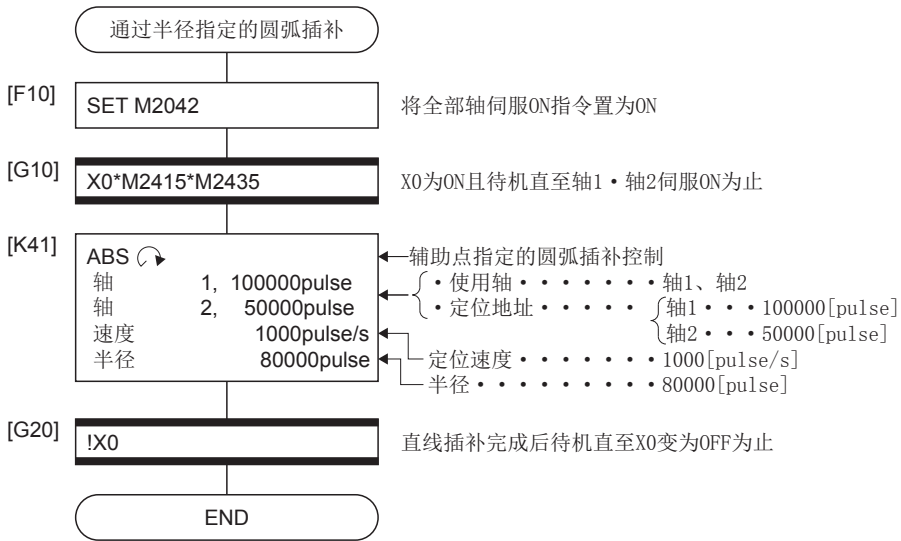 通过半径指定的圆弧插补
[F10]
SET M2042
将全部轴伺服ON指令置为ON
[G10]
X0*M2415*M2435
X0为ON且待机直至轴1・轴2伺服ON为止
[K41]
ABS
辅助点指定的圆弧插补控制
轴 1, 100000pulse
・使用轴・・・・・・・轴1、轴2
轴 2, 50000pulse
・定位地址・・・・・
轴1・・・100000[pulse]
轴2・・・50000[pulse]
速度 1000pulse/s
定位速度・・・・・・・1000[pulse/s]
半径 80000pulse
半径・・・・・・・・・80000[pulse]
[G20]
!X0
直线插补完成后待机直至X0变为OFF为止
END